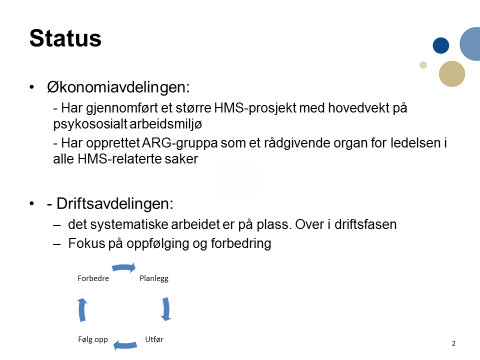 Status
• Økonomiavdelingen:
- Har gjennomført et større HMS-prosjekt med hovedvekt på
psykososialt arbeidsmiljø
- Har opprettet ARG-gruppa som et rådgivende organ for ledelsen i
alle HMS-relaterte saker
• - Driftsavdelingen:
– det systematiske arbeidet er på plass. Over i driftsfasen
– Fokus på oppfølging og forbedring
Forbedre Planlegg
Følg opp Utfør
2